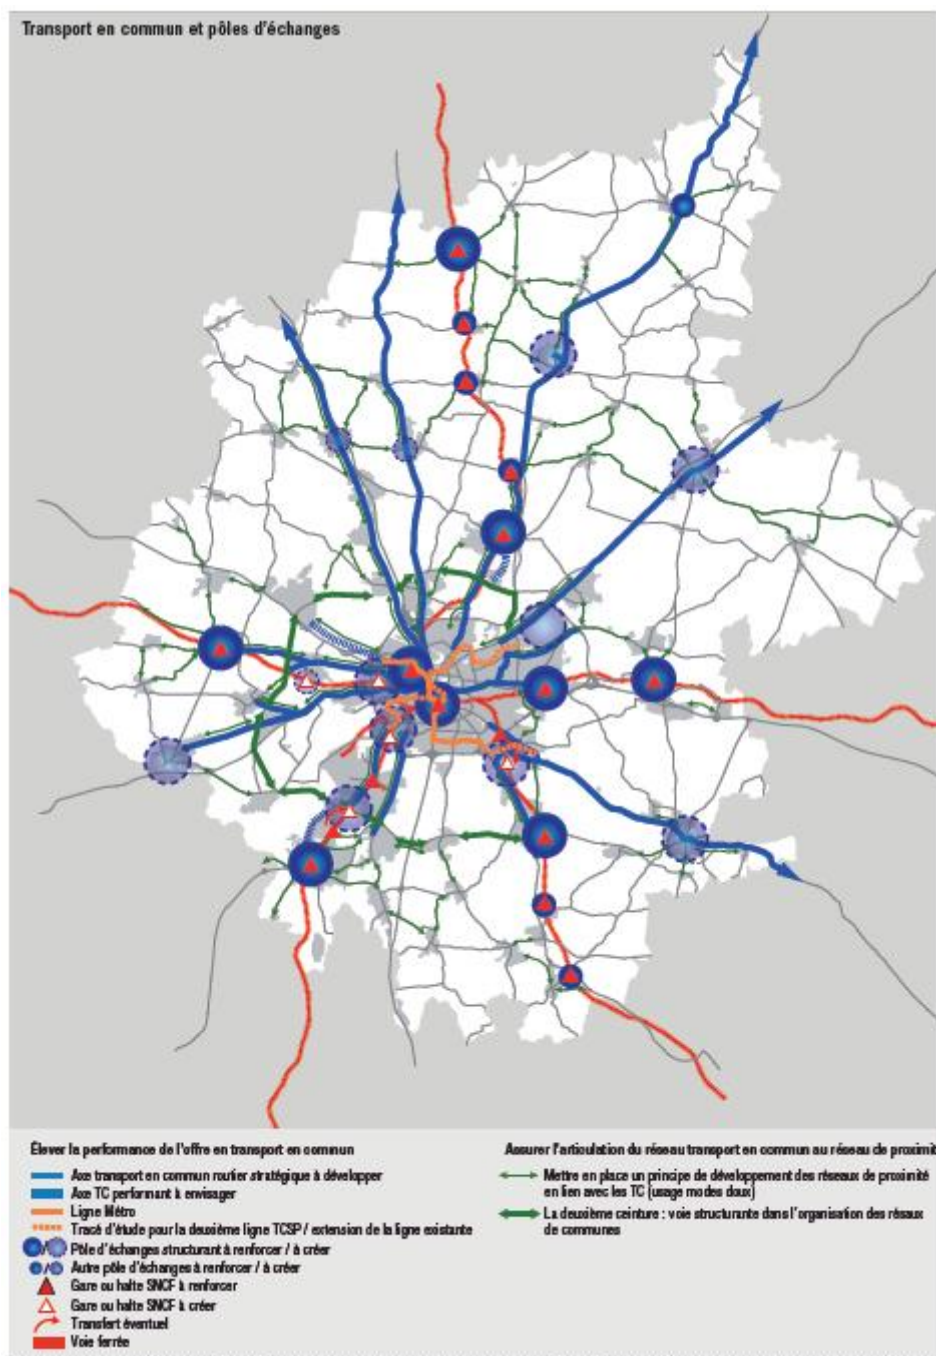 Transport en commun et pôles d'échanges
Élever la performance de l'offre en transport en commun
Axe transport en commun routier stratégique à développer
Axe TC performant à envisager
Ligne Métro
Tracé d'étude pour la deuxième ligne TCSP / extension de la ligne existante
Pôle d'échanges structurant à renforcer / à créer
Autre pôle d'échanges à renforcer / à créer
Gare ou halte SNCF à renforcer
Gare ou halte SNCF à créer
Transfert éventuel
Voie ferrée
Assurer l'articulation du réseau transport en commun au réseau de proximit
Mettre en place un principe de développement des réseaux de proximité
en lien avec les TC (usage modes doux)
La deuxième ceinture : voie structurante dans l'organisation des résaux
de communes